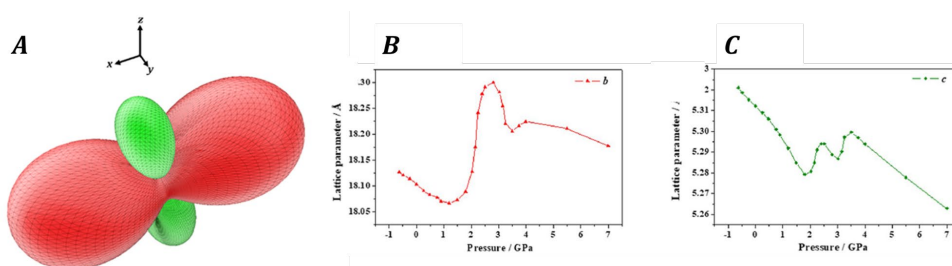 A
z
x
y
B
b
.30
18.25
18.20
18.15
18.10
18.05
Lattice parameter / Å
-1 0 1 2 3 4 5 6 7
Pressure / GPa
C
c
3
2
5.31
5.30
5.29
5.28
5.27
5.26
Lattice parameter /
-1 0 1 2 3 4 5 6 7
Pressure / GPa